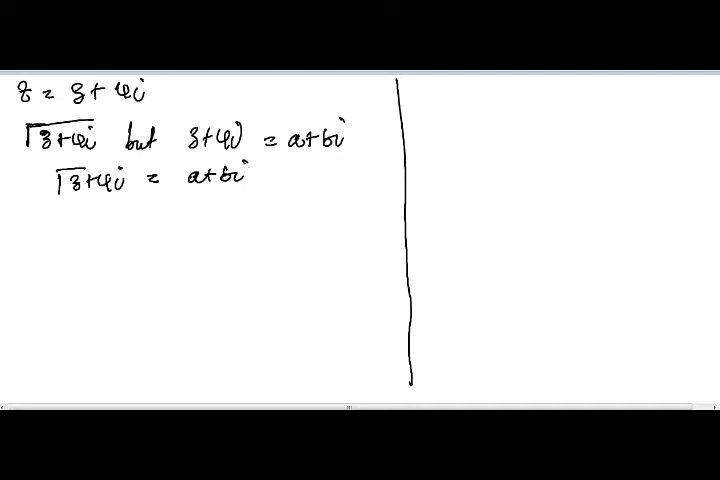 z = 3+4i
√3+4i but 3+4i = a+bi
√3+4i = a+bi